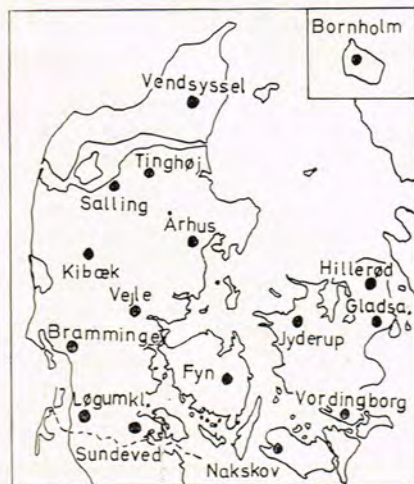 Bornholm
Vendsyssel
Tinghøj
Salling
Århus
Kibæk
Hillerød
Vejle
Gladsa.
Bramminge
Jyderup
Fyn
Løgumkl.
Vordingborg
Sundeved
Nakskov